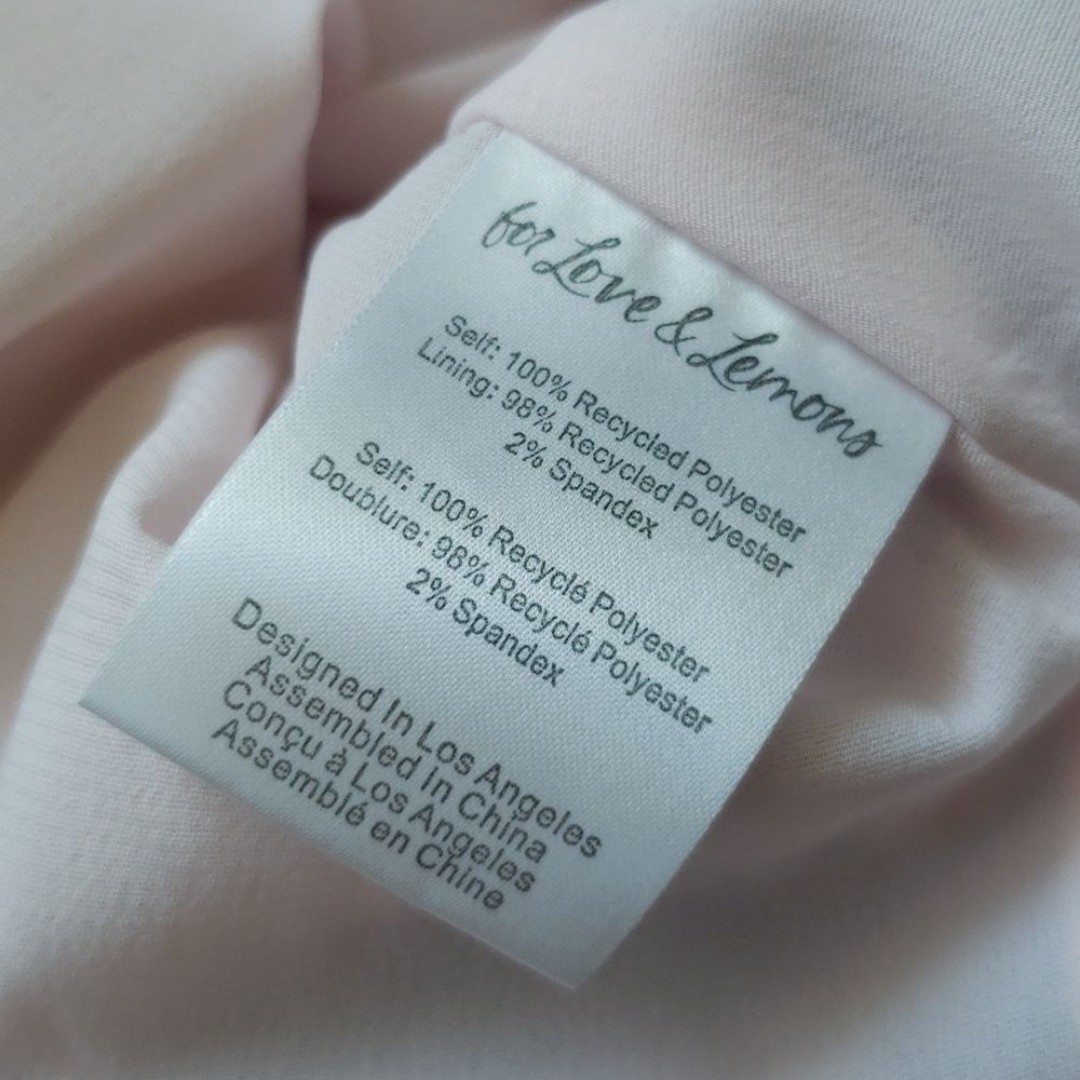 for Love & Lemons
Self: 100% Recycled Polyester
Lining: 98% Recycled Polyester
2% Spandex
Self: 100% Recyclé Polyester
Doublure: 98% Recyclé Polyester
2% Spandex
Designed In Los Angeles
Assembled in China
Conçu à Los Angeles
Assemblé en Chine